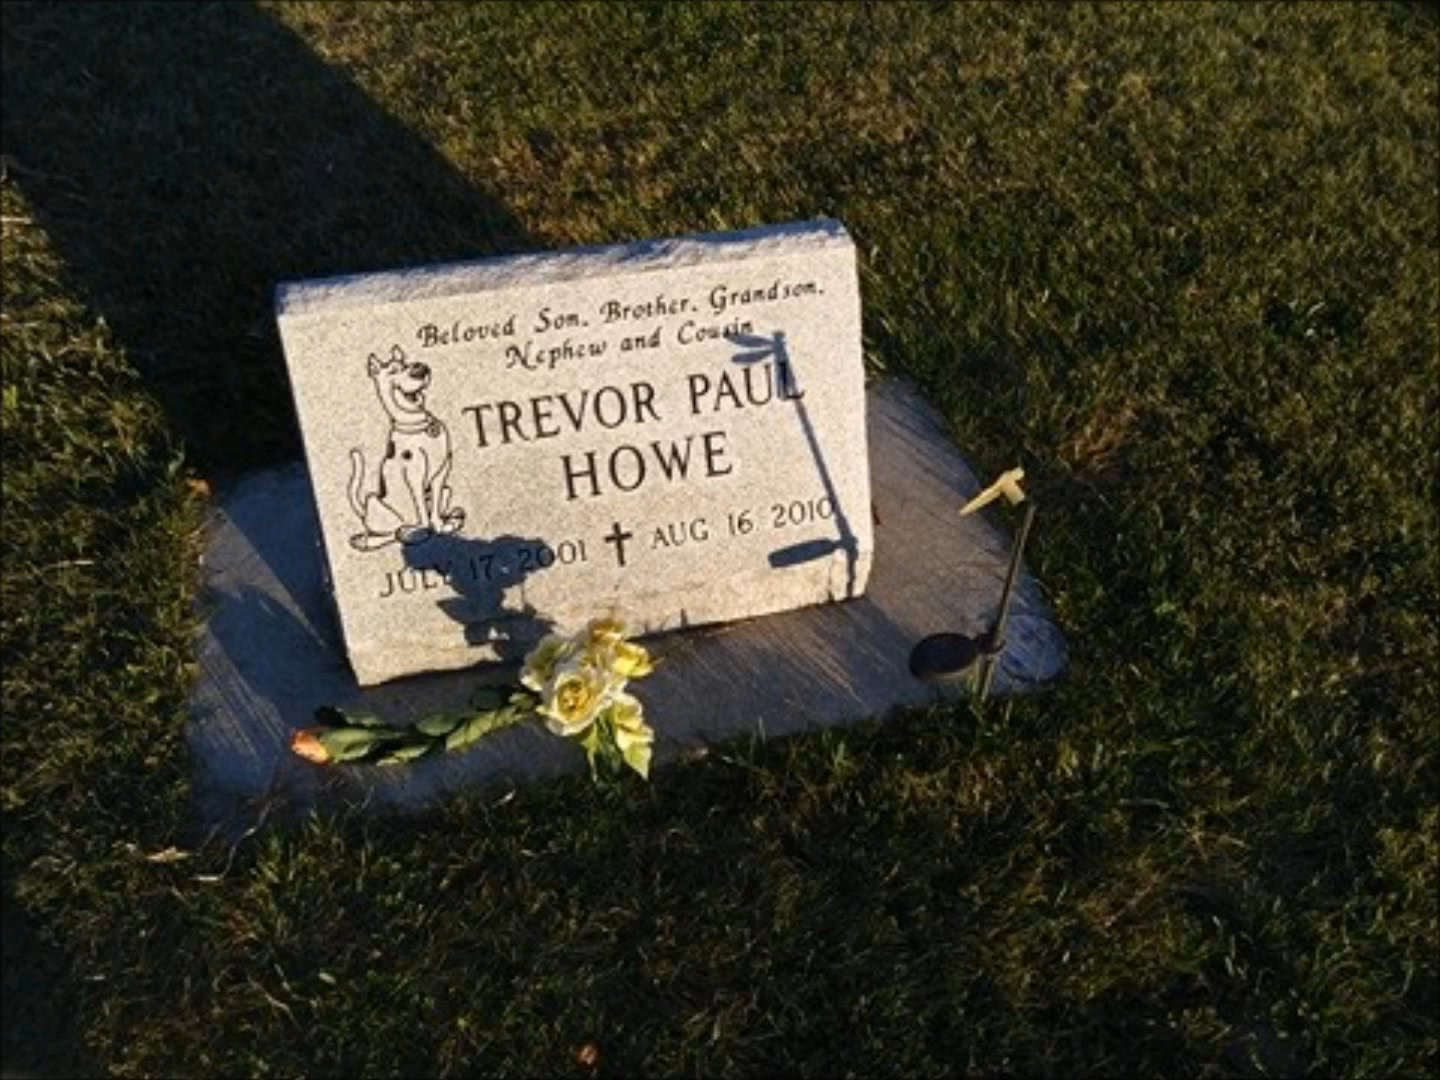 Beloved Son, Brother, Grandson,
Nephew and Cousin
TREVOR PAUL
HOWE
JULY 17 2001 ✝ AUG 16 2010